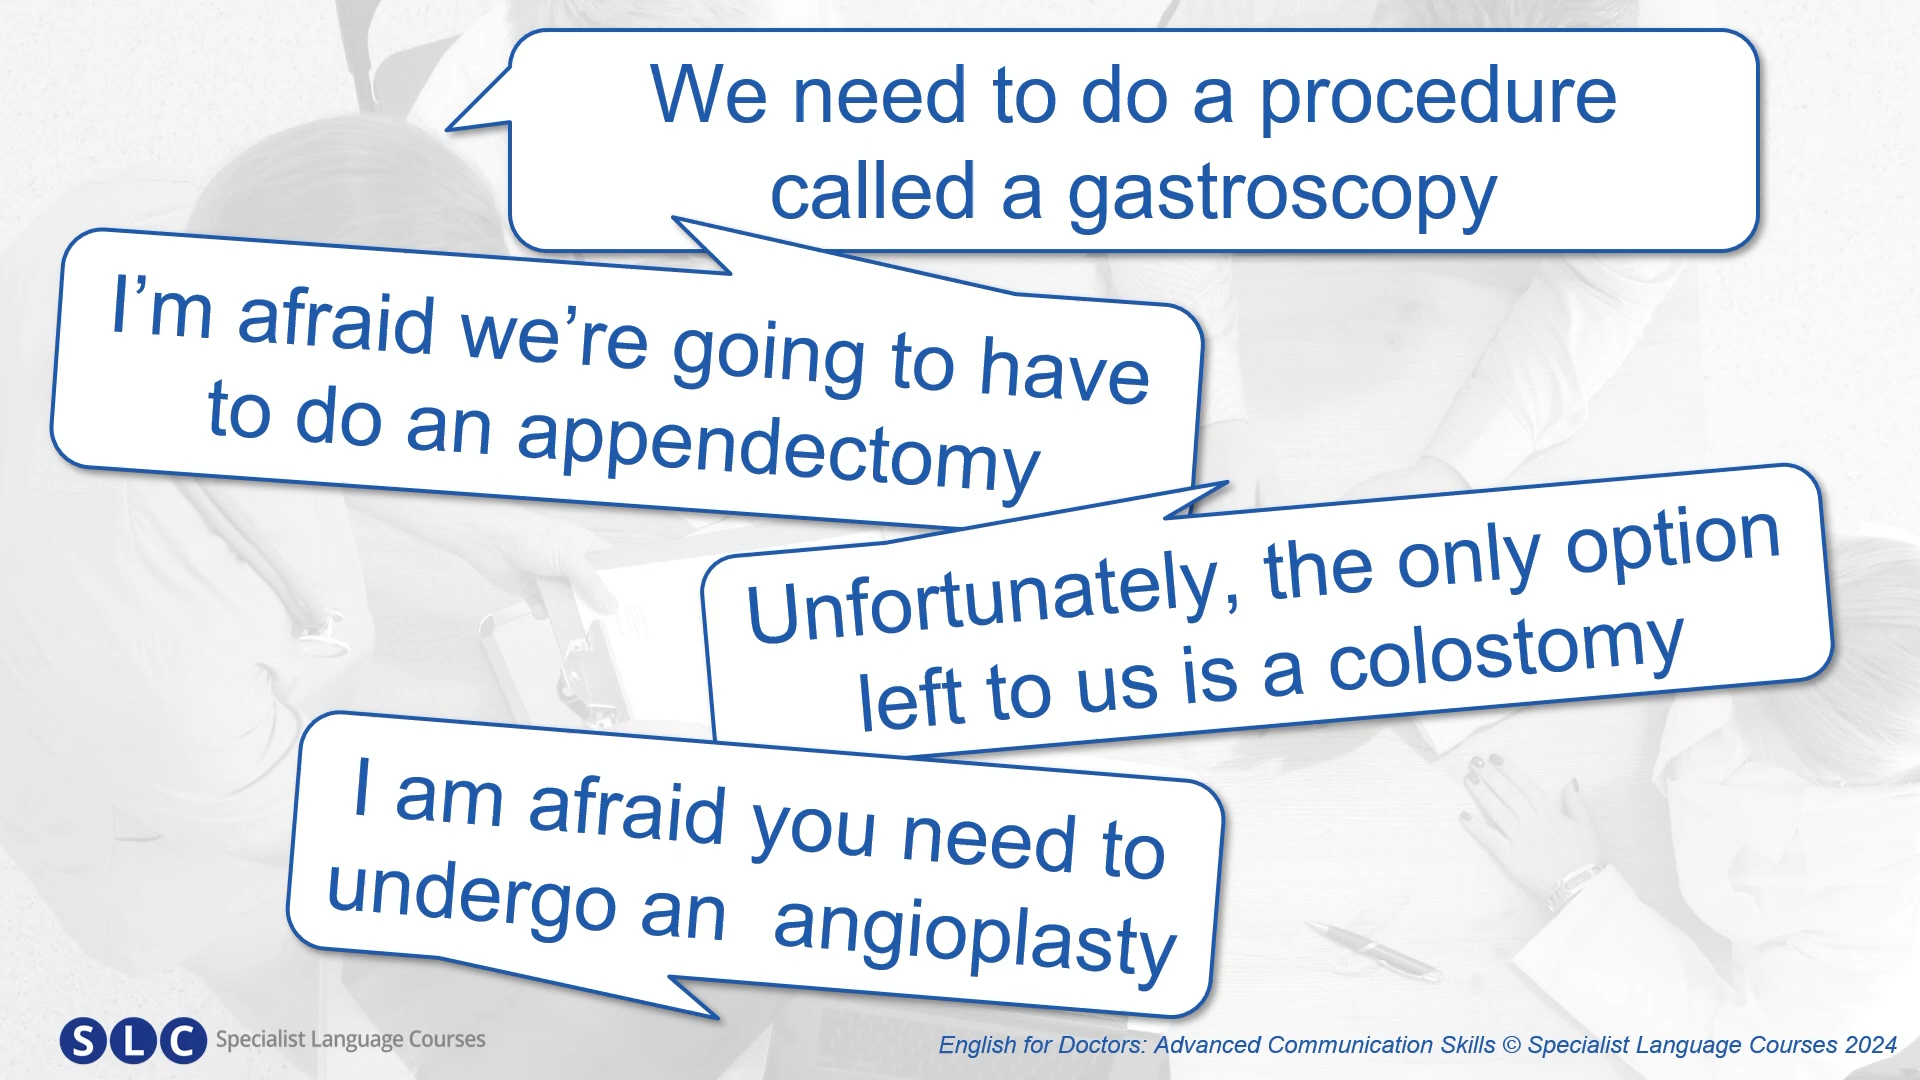 We need to do a procedure
called a gastroscopy
I’m afraid we’re going to have
to do an appendectomy
Unfortunately, the only option
left to us is a colostomy
I am afraid you need to
undergo an  angioplasty
SLC Specialist Language Courses
English for Doctors: Advanced Communication Skills © Specialist Language Courses 2024